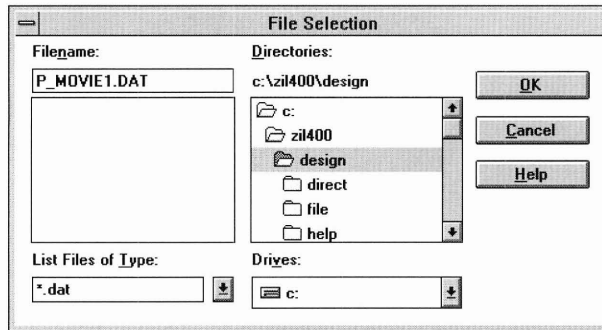 File Selection
Filename:
P_MOVIE1.DAT
List Files of Type:
*.dat
Directories:
c:\zil400\design
c:
zil400
design
direct
file
help
Drives:
c:
OK
Cancel
Help